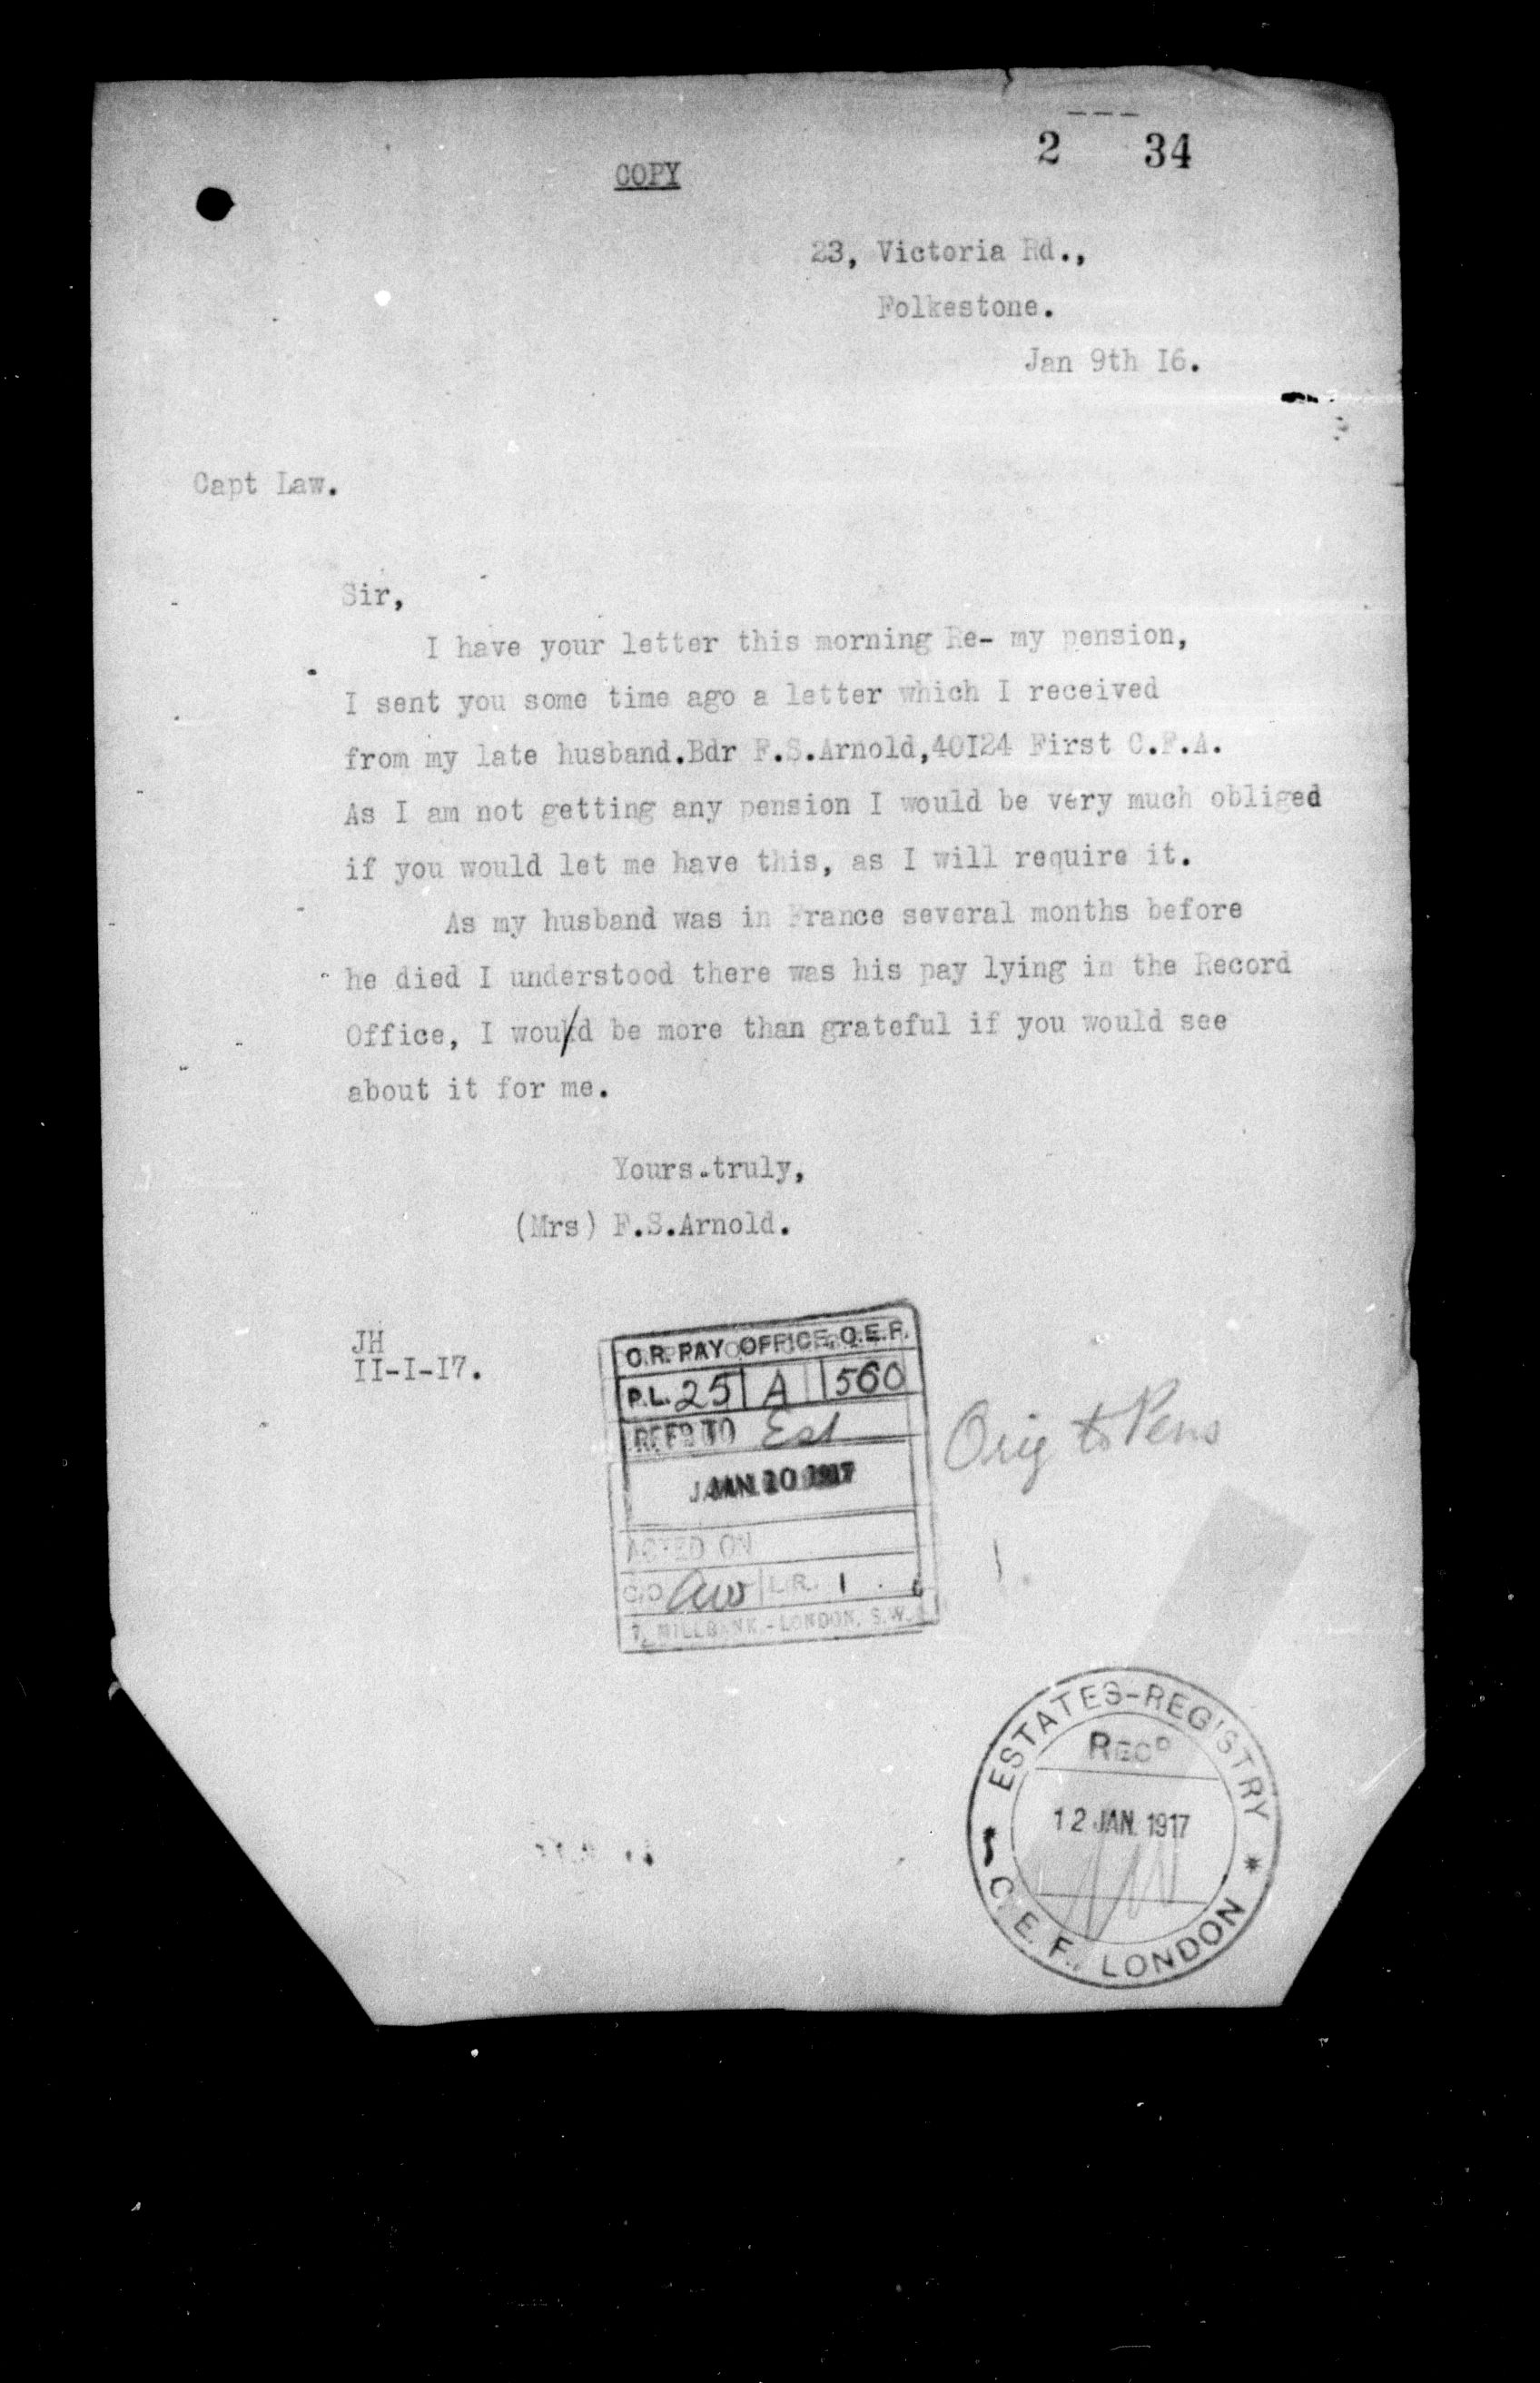 2 34
COPY
23, Victoria Rd.,
Folkestone.
Jan 9th I6.
Capt Law.
Sir,
I have your letter this morning Re- my pension,
I sent you some time ago a letter which I received
from my late husband.Bdr F.S.Arnold,40I24 First C.F.A.
As I am not getting any pension I would be very much obliged
if you would let me have this, as I will require it.
As my husband was in France several months before
he died I understood there was his pay lying in the Record
Office, I would be more than grateful if you would see
about it for me.
Yours.truly,
(Mrs) F.S.Arnold.
JH
II-I-I7.
C.R. PAY OFFICE, O.E.F.
P.L. 25 A 560
REFD TO Est
JAN 10 1917
Orig to Pens
ACTED ON
C/O aw L.R. 1
7, MILLBANK.-LONDON. S.W.
ESTATES-REGISTRY
RECD
12 JAN. 1917
C.E.F., LONDON